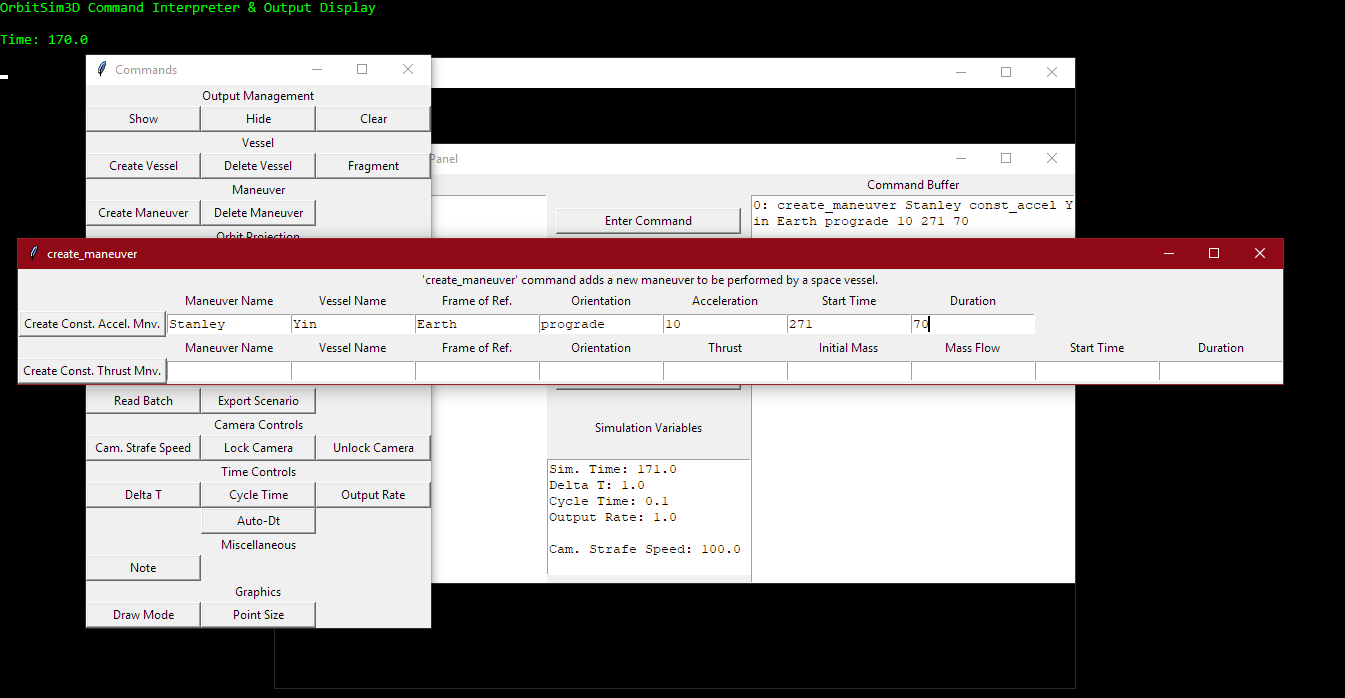 OrbitSim3D Command Interpreter & Output Display
Time: 170.0
Commands
Output Management
Show Hide Clear
Vessel
Create Vessel Delete Vessel Fragment
Maneuver
Create Maneuver Delete Maneuver
Panel
Command Buffer
Enter Command
0: create_maneuver Stanley const_accel Y
in Earth prograde 10 271 70
create_maneuver
'create_maneuver' command adds a new maneuver to be performed by a space vessel.
Maneuver Name Vessel Name Frame of Ref. Orientation Acceleration Start Time Duration
Create Const. Accel. Mnv. Stanley Yin Earth prograde 10 271 70
Maneuver Name Vessel Name Frame of Ref. Orientation Thrust Initial Mass Mass Flow Start Time Duration
Create Const. Thrust Mnv.
Read Batch Export Scenario
Camera Controls
Cam. Strafe Speed Lock Camera Unlock Camera
Time Controls
Delta T Cycle Time Output Rate
Auto-Dt
Miscellaneous
Note
Graphics
Draw Mode Point Size
Simulation Variables
Sim. Time: 171.0
Delta T: 1.0
Cycle Time: 0.1
Output Rate: 1.0
Cam. Strafe Speed: 100.0